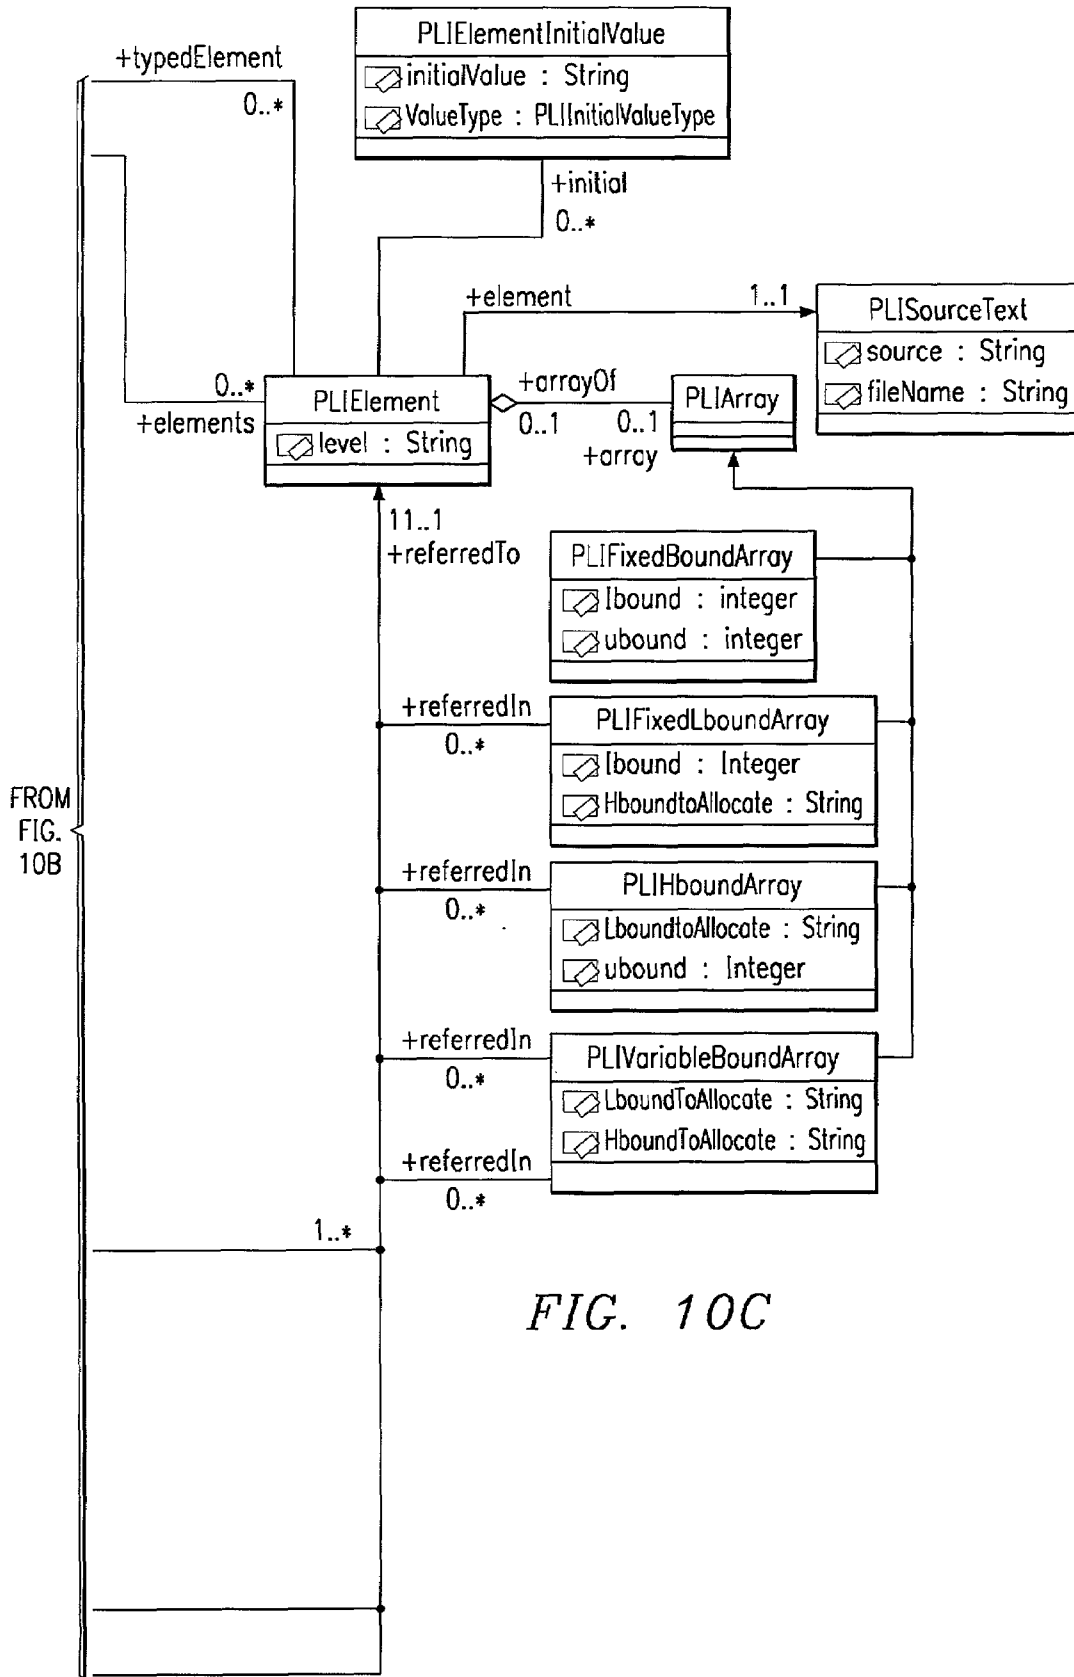 PLIElementInitialValue
initialValue : String
ValueType : PLIInitialValueType
+typedElement
0..*
+initial
0..*
+element
1..1
PLISourceText
source : String
fileName : String
0..*
+elements
PLIElement
level : String
+arrayOf
0..1
0..1
+array
PLIArray
11..1
+referredTo
PLIFixedBoundArray
lbound : integer
ubound : integer
+referredIn
0..*
PLIFixedLboundArray
lbound : Integer
HboundtoAllocate : String
FROM
FIG.
10B
+referredIn
0..*
PLIHboundArray
LboundtoAllocate : String
ubound : Integer
+referredIn
0..*
PLIVariableBoundArray
LboundToAllocate : String
HboundToAllocate : String
+referredIn
0..*
1..*
FIG. 10C